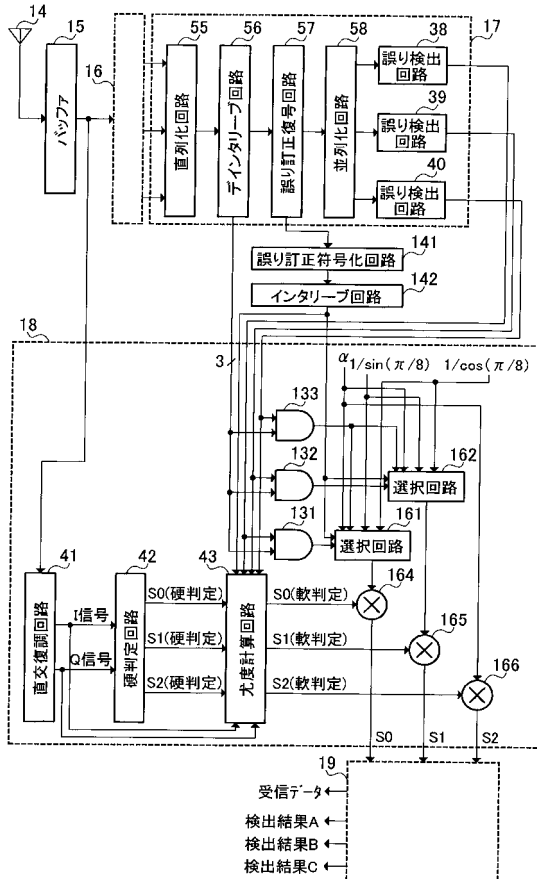 14
15
バッファ
16
17
55
直列化回路
56
デインタリーブ回路
57
誤り訂正復号回路
58
並列化回路
38
誤り検出
回路
39
誤り検出
回路
40
誤り検出
回路
141
誤り訂正符号化回路
142
インタリーブ回路
18
3
α
1/sin(π/8)
1/cos(π/8)
133
132
131
162
選択回路
161
選択回路
41
直交復調回路
I信号
Q信号
42
硬判定回路
S0(硬判定)
S1(硬判定)
S2(硬判定)
43
尤度計算回路
S0(軟判定)
S1(軟判定)
S2(軟判定)
164
165
166
S0
S1
S2
19
受信データ
検出結果A
検出結果B
検出結果C